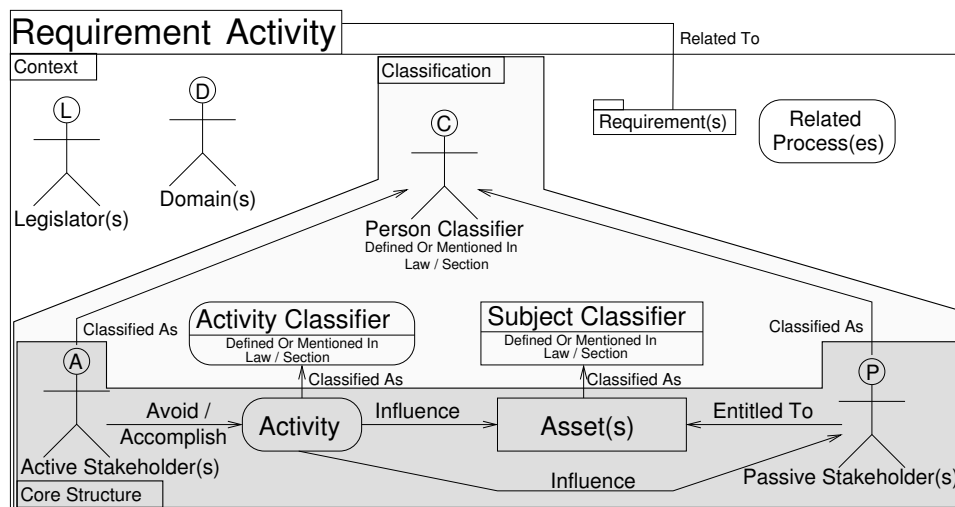 Requirement Activity
Related To
Context
Classification
L
D
C
Requirement(s)
Related
Process(es)
Legislator(s)
Domain(s)
Person Classifier
Defined Or Mentioned In
Law / Section
Classified As
Activity Classifier
Defined Or Mentioned In
Law / Section
Subject Classifier
Defined Or Mentioned In
Law / Section
Classified As
A
Classified As
Classified As
P
Avoid /
Accomplish
Activity
Influence
Asset(s)
Entitled To
Active Stakeholder(s)
Influence
Passive Stakeholder(s)
Core Structure